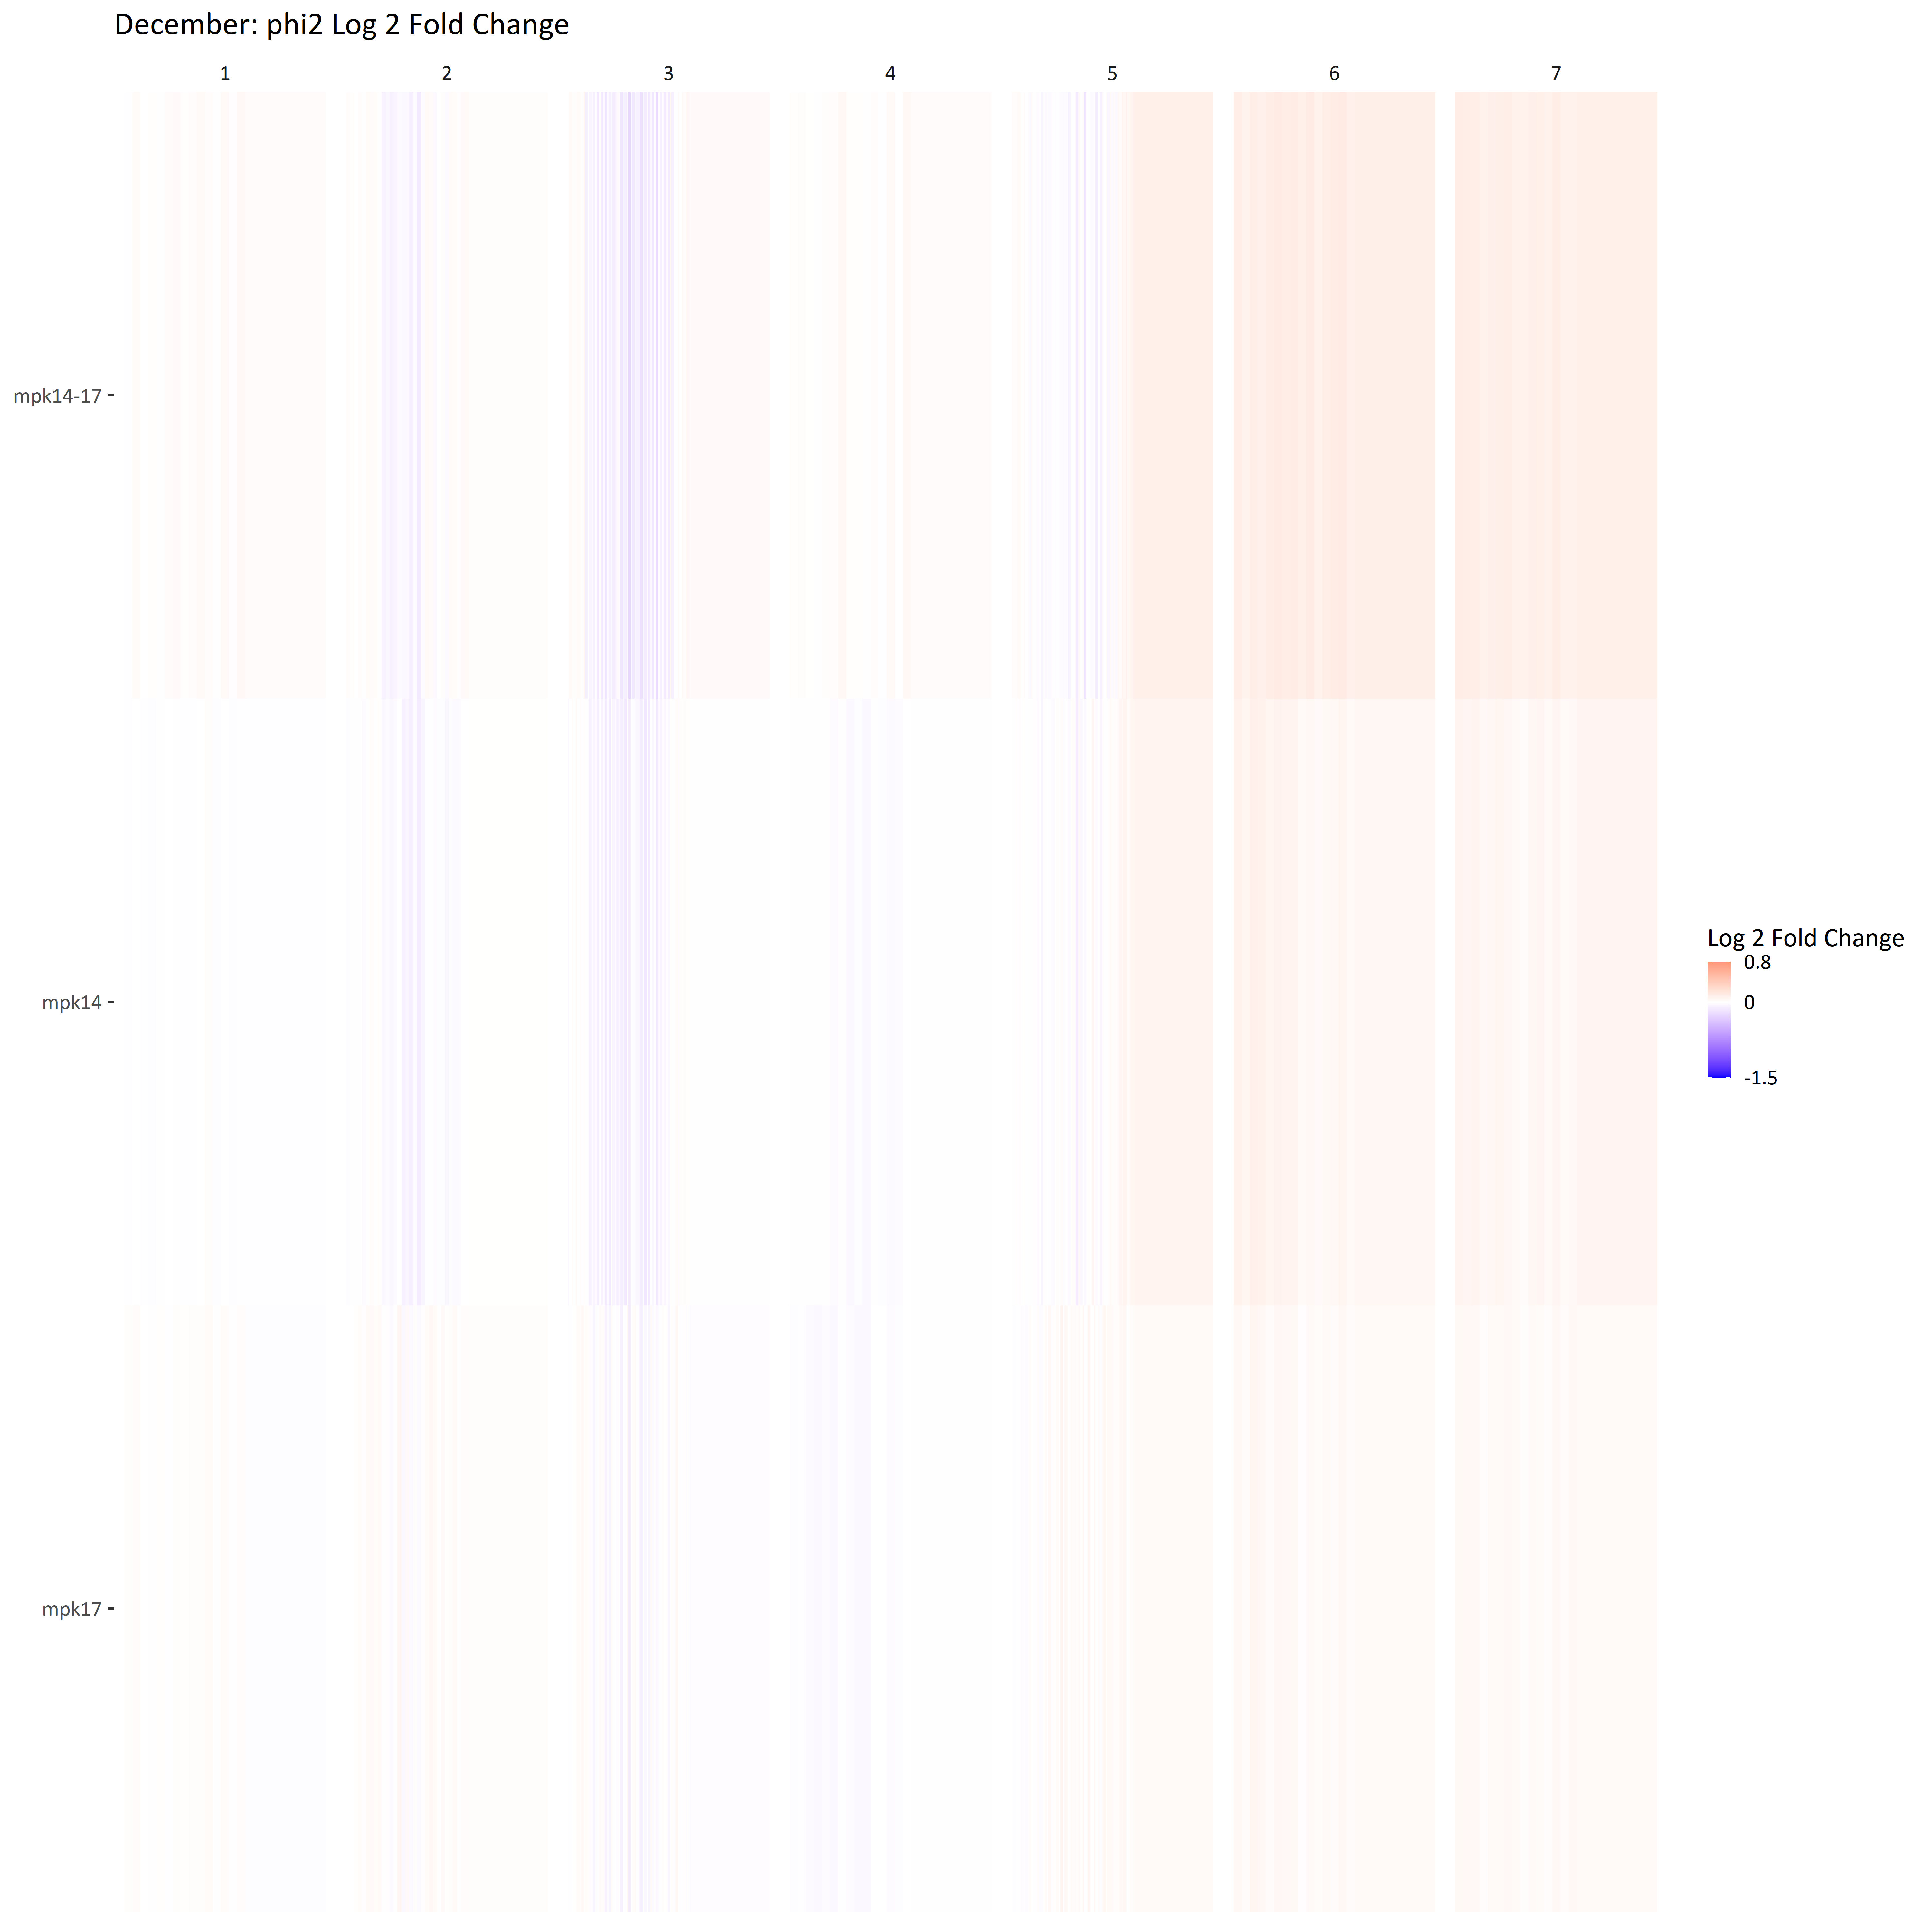 December: phi2 Log 2 Fold Change
1 2 3 4 5 6 7
mpk14-17
mpk14
mpk17
Log 2 Fold Change
0.8
0
-1.5